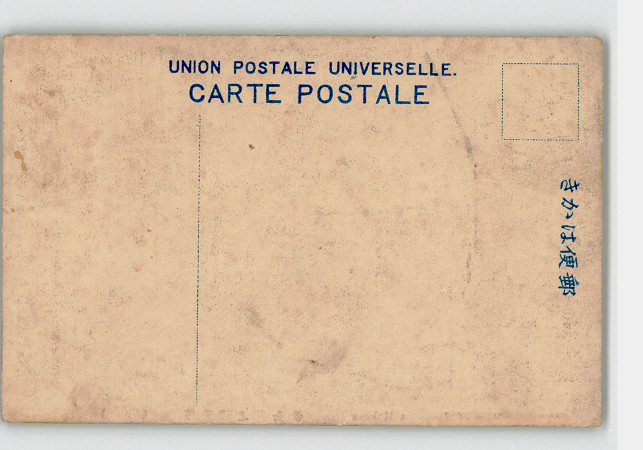 UNION POSTALE UNIVERSELLE.
CARTE POSTALE
郵便はかき